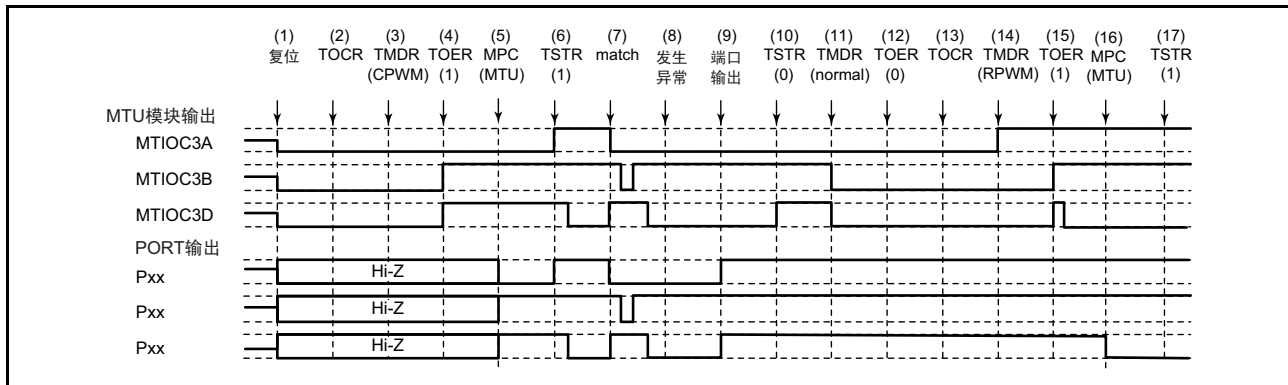 (1) (2) (3) (4) (5) (6) (7) (8) (9) (10) (11) (12) (13) (14) (15) (16) (17)
复位 TOCR TMDR TOER MPC TSTR match 发生 端口 TSTR TMDR TOER TOCR TMDR TOER MPC TSTR
(CPWM) (1) (MTU) (1) 异常 输出 (0) (normal) (0) (RPWM) (1) (MTU) (1)
MTU模块输出
MTIOC3A
MTIOC3B
MTIOC3D
PORT输出
Pxx Hi-Z
Pxx Hi-Z
Pxx Hi-Z